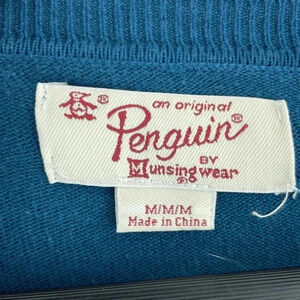 an original
Penguin®
BY
Munsingwear
®
M/M/M
Made in China